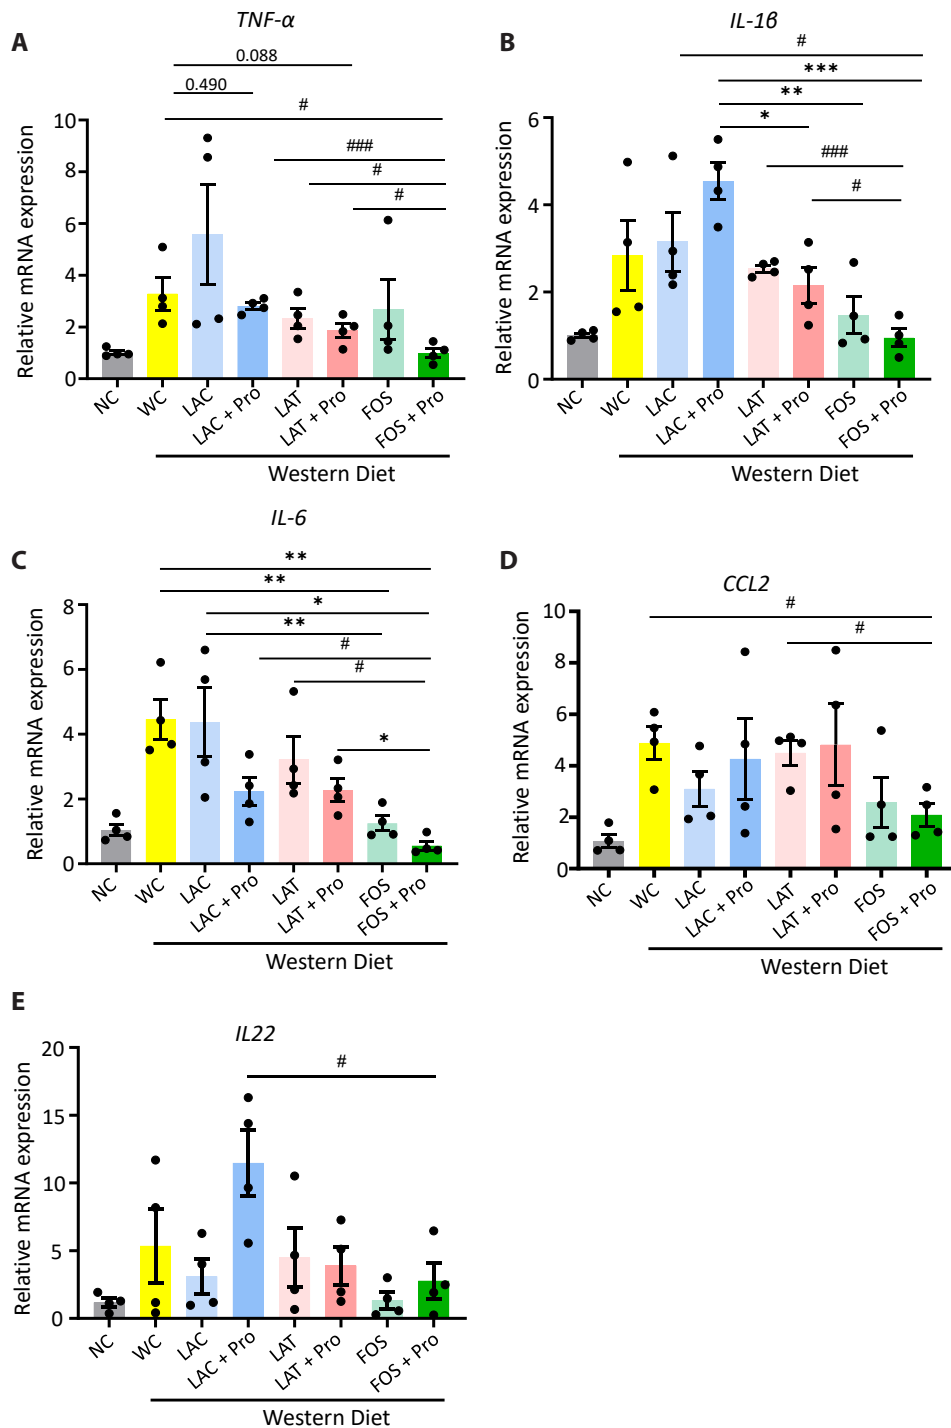 A
TNF-α
0.088
0.490
#
###
#
#
Relative mRNA expression
10
8
6
4
2
0
NC
WC
LAC
LAC + Pro
LAT
LAT + Pro
FOS
FOS + Pro
Western Diet
B
IL-1β
#
***
**
*
###
#
Relative mRNA expression
6
4
2
0
NC
WC
LAC
LAC + Pro
LAT
LAT + Pro
FOS
FOS + Pro
Western Diet
C
IL-6
**
**
*
**
#
#
*
Relative mRNA expression
8
6
4
2
0
NC
WC
LAC
LAC + Pro
LAT
LAT + Pro
FOS
FOS + Pro
Western Diet
D
CCL2
#
#
Relative mRNA expression
10
8
6
4
2
0
NC
WC
LAC
LAC + Pro
LAT
LAT + Pro
FOS
FOS + Pro
Western Diet
E
IL22
#
Relative mRNA expression
20
15
10
5
0
NC
WC
LAC
LAC + Pro
LAT
LAT + Pro
FOS
FOS + Pro
Western Diet